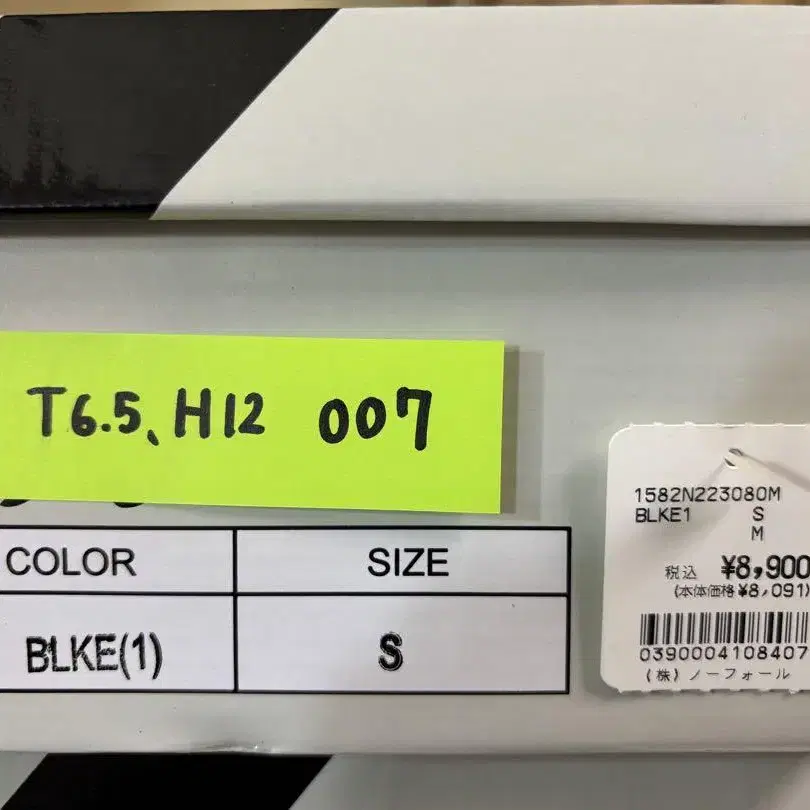 T6.5、H12 007
COLOR SIZE
BLKE(1) S
1582N223080M
BLKE1 S
M
税込 ¥8,900
(本体価格¥8,091)
0390004108407
(株)ノーフォール